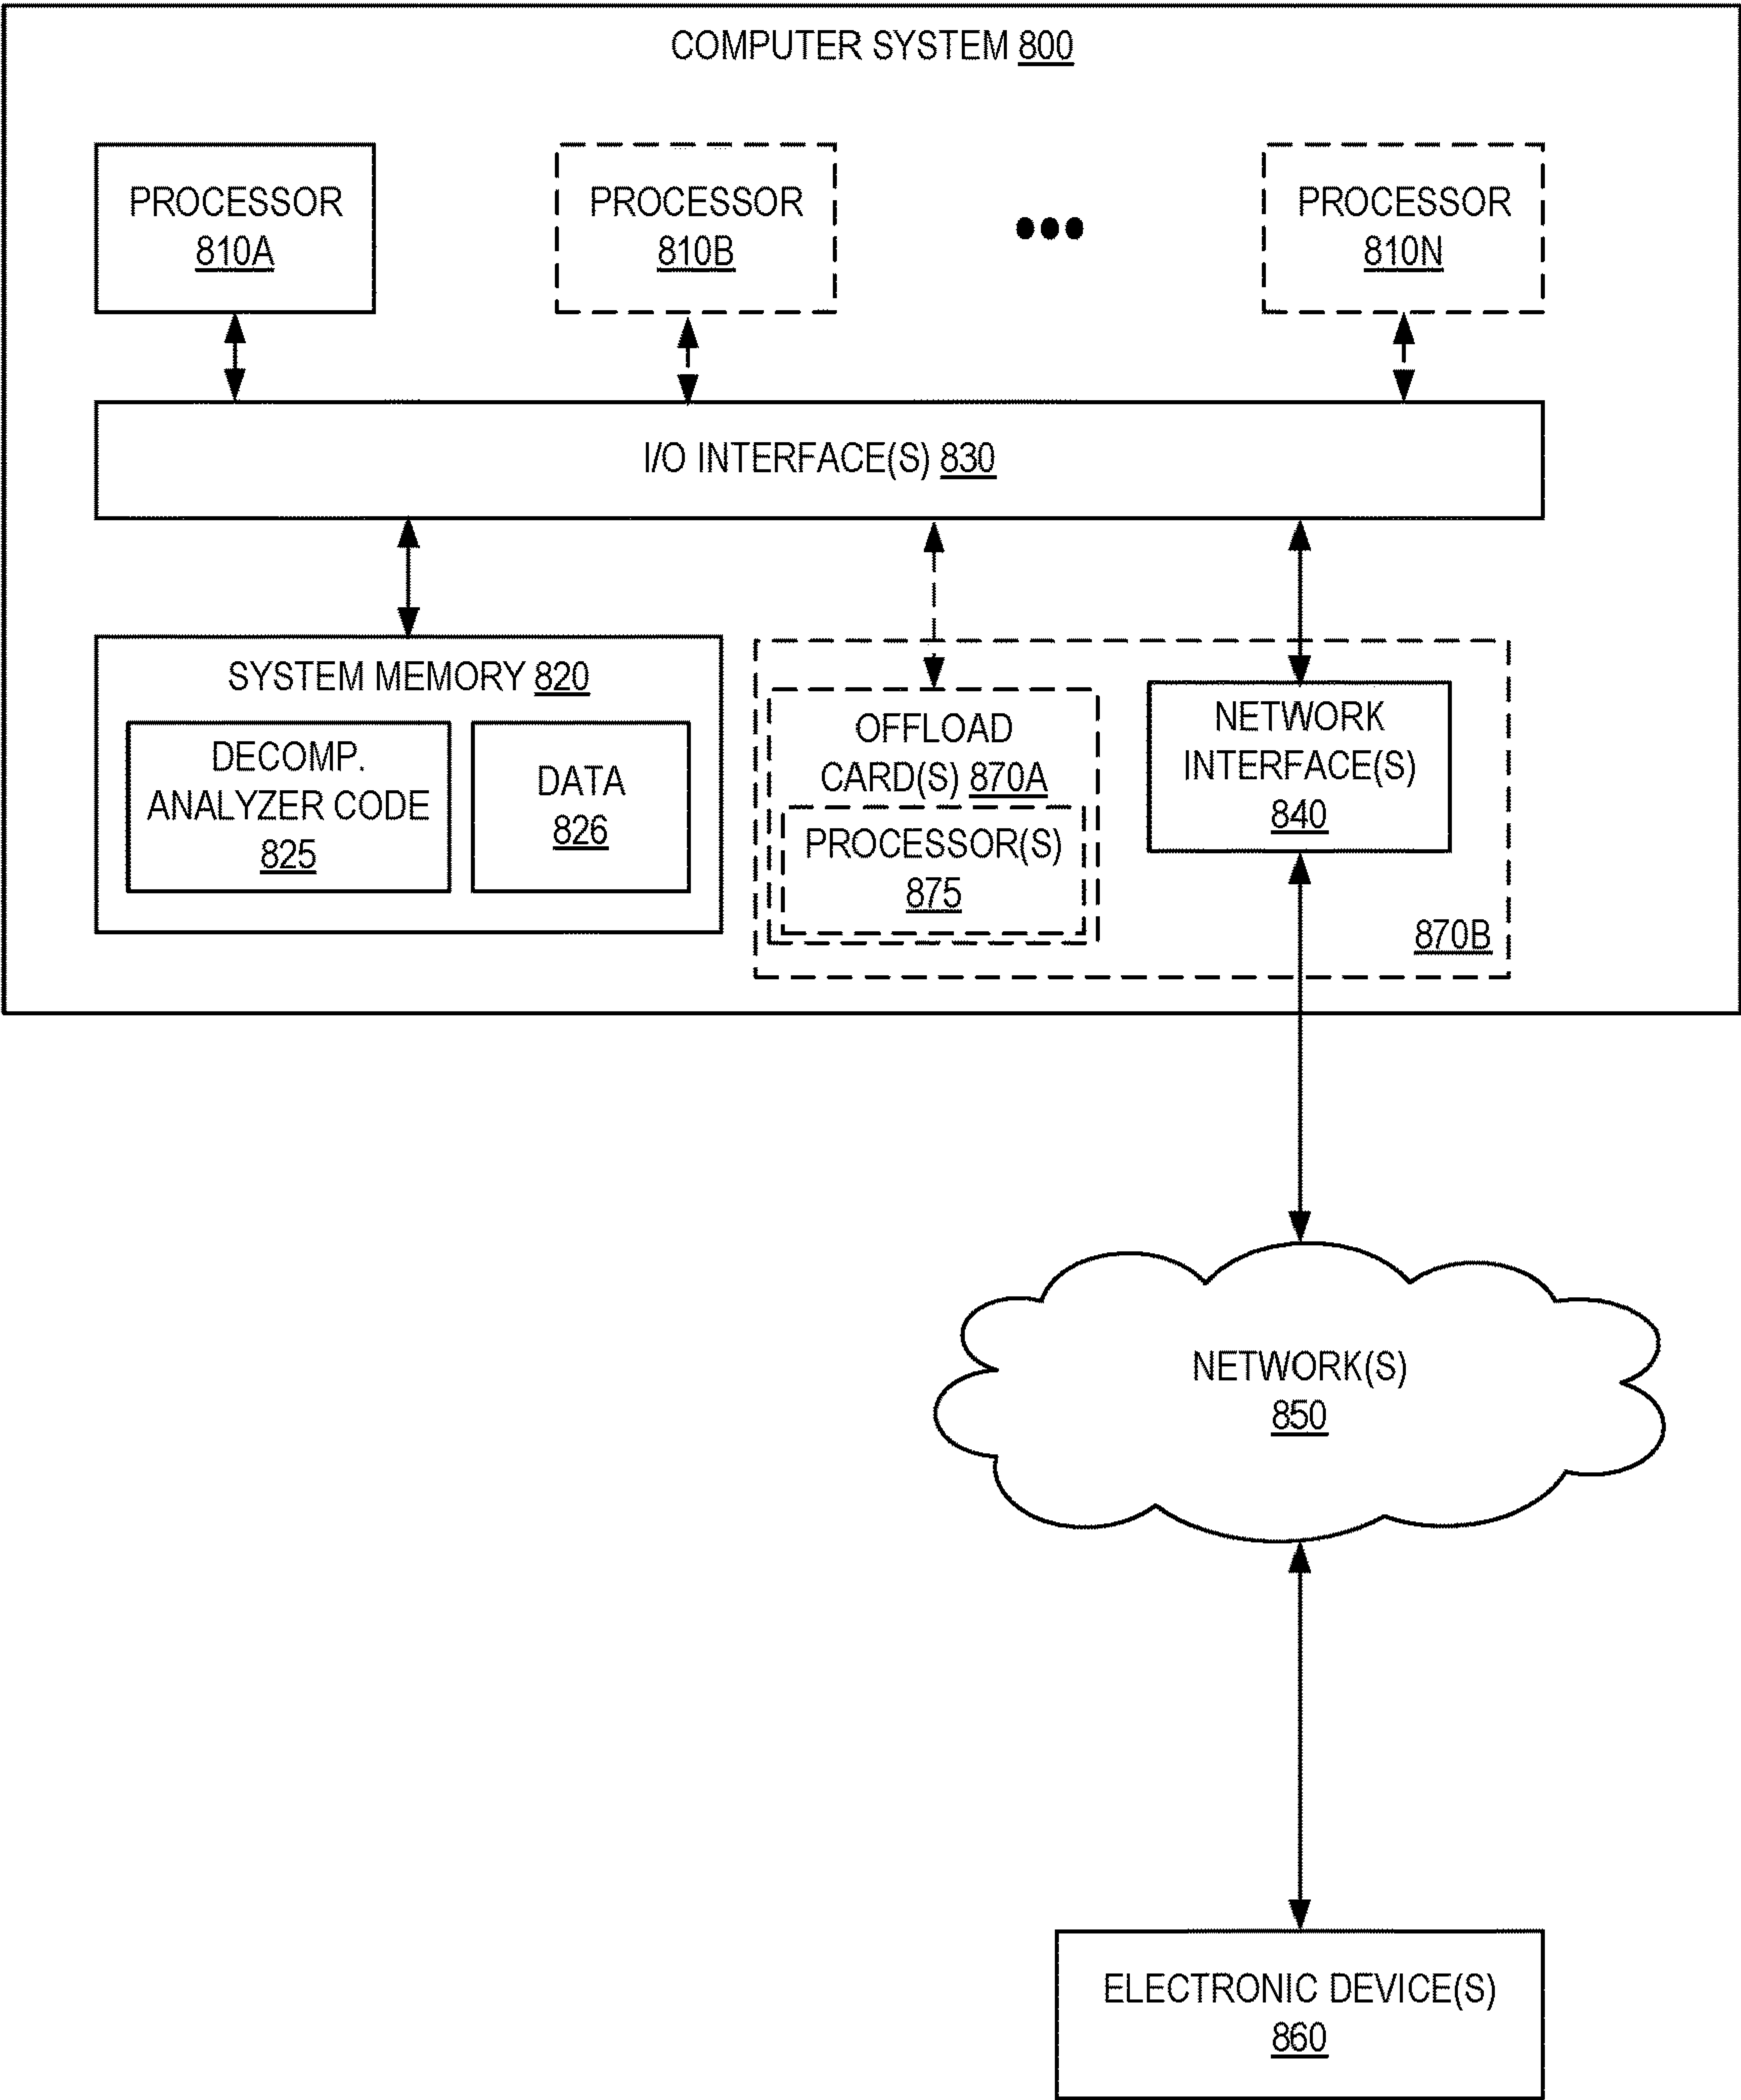 COMPUTER SYSTEM 800
PROCESSOR
810A
PROCESSOR
810B
PROCESSOR
810N
I/O INTERFACE(S) 830
SYSTEM MEMORY 820
DECOMP.
ANALYZER CODE
825
DATA
826
OFFLOAD
CARD(S) 870A
PROCESSOR(S)
875
NETWORK
INTERFACE(S)
840
870B
NETWORK(S)
850
ELECTRONIC DEVICE(S)
860